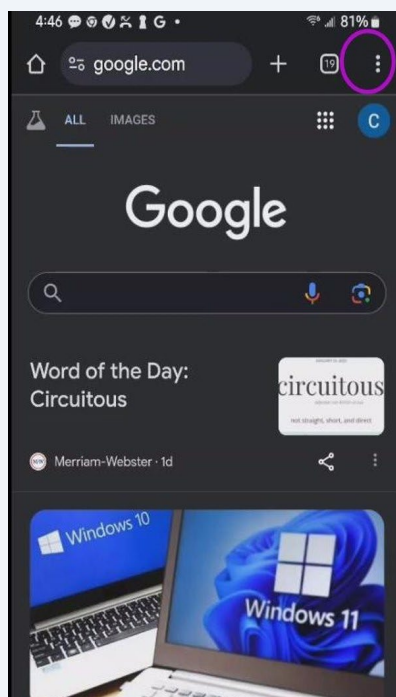 4:46 G • 81%
google.com + 19
ALL IMAGES C
Google
Word of the Day:
Circuitous
circuitous
not straight, short, and direct
Merriam-Webster · 1d
Windows 10
Windows 11